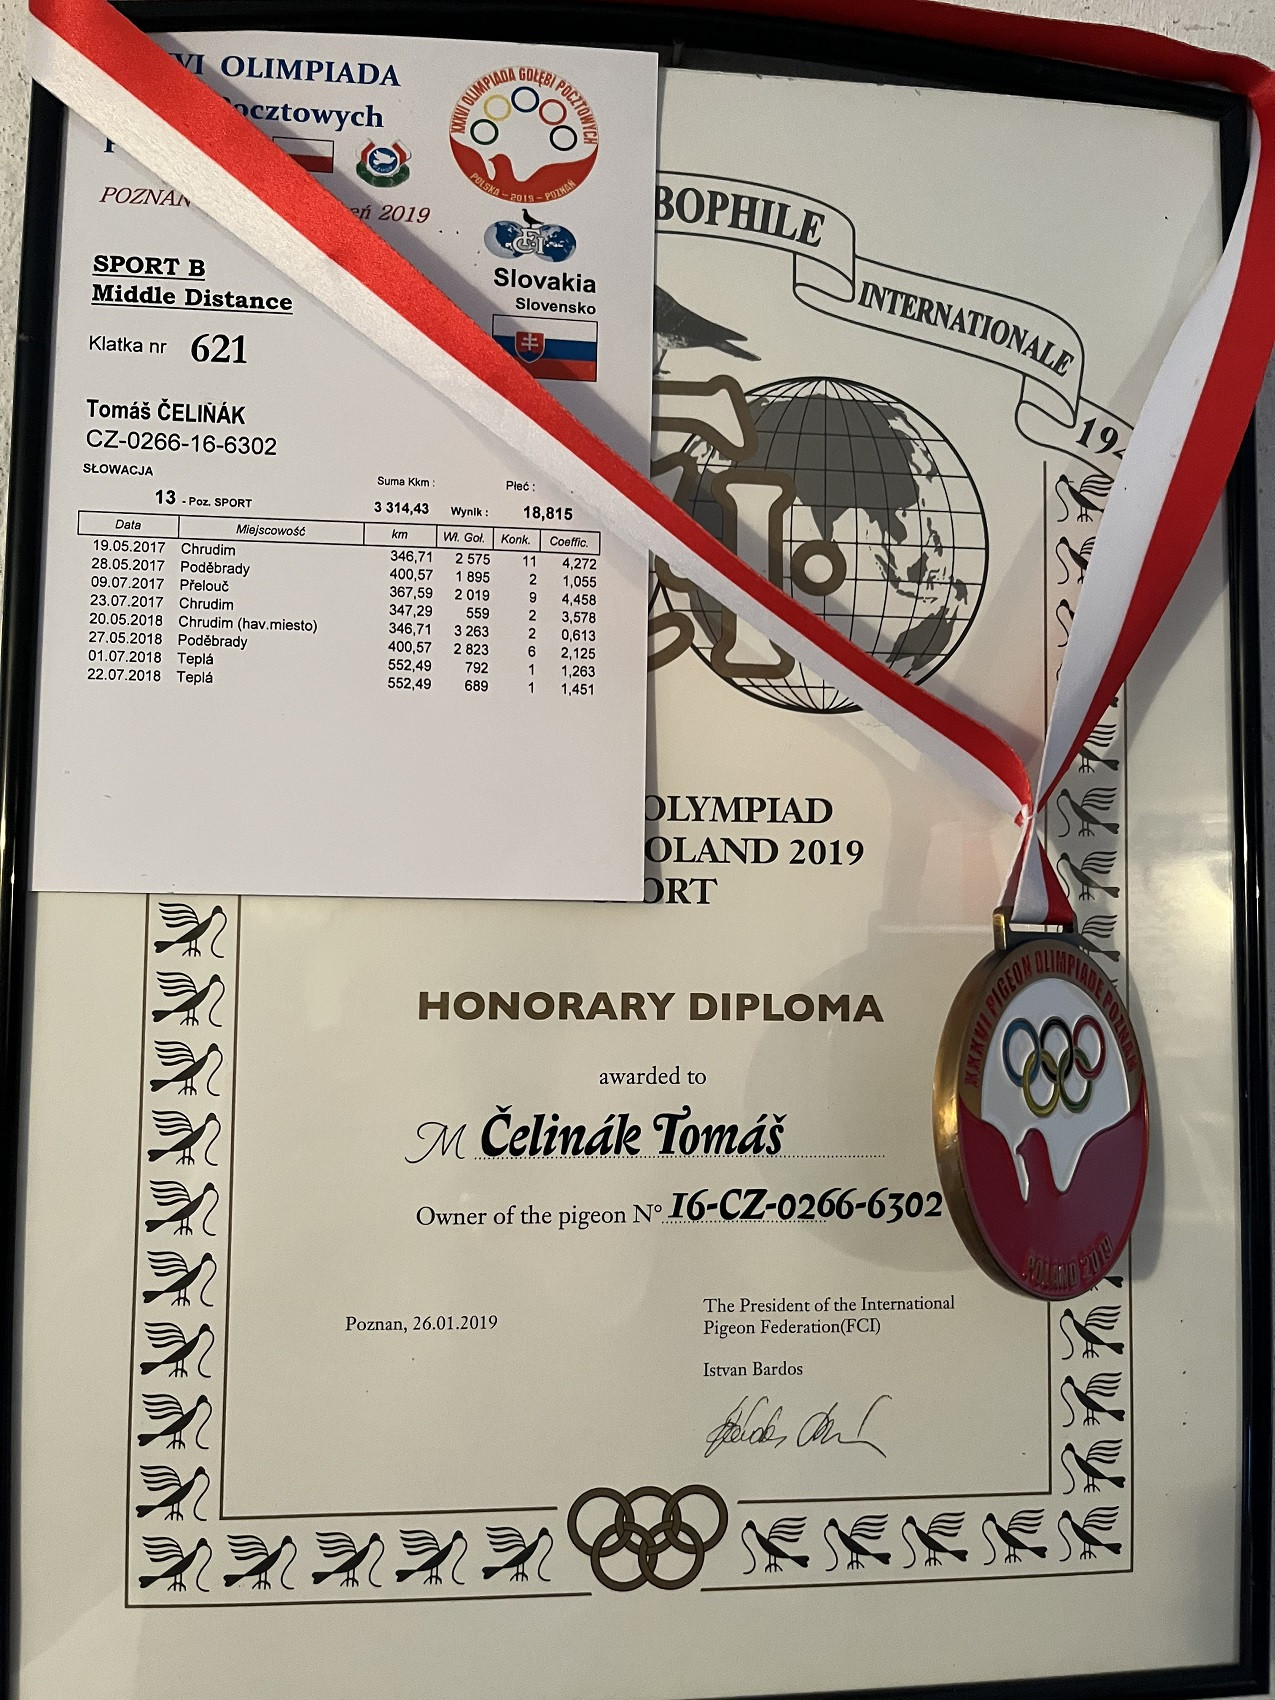 VI OLIMPIADA
ocztowych
POZNAŃ
eń 2019
XXXVI OLIMPIADA GOŁĘBI POCZTOWYCH
POLSKA – 2019 – POZNAŃ
FCI
Slovakia
Slovensko
SPORT B
Middle Distance
Klatka nr 621
Tomáš ČELIŇÁK
CZ-0266-16-6302
SŁOWACJA
Suma Kkm : Płeć :
13 - Poz. SPORT 3 314,43 Wynik : 18,815
Data Miejscowość km Wł. Goł. Konk. Coeffic.
19.05.2017 Chrudim 346,71 2 575 11 4,272
28.05.2017 Poděbrady 400,57 1 895 2 1,055
09.07.2017 Přelouč 367,59 2 019 9 4,458
23.07.2017 Chrudim 347,29 559 2 3,578
20.05.2018 Chrudim (hav.miesto) 346,71 3 263 2 0,613
27.05.2018 Poděbrady 400,57 2 823 6 2,125
01.07.2018 Teplá 552,49 792 1 1,263
22.07.2018 Teplá 552,49 689 1 1,451
BOPHILE
INTERNATIONALE
194
OLYMPIAD
OLAND 2019
ORT
HONORARY DIPLOMA
awarded to
M Čelinák Tomáš
Owner of the pigeon N° 16-CZ-0266-6302
XXXVI PIGEON OLIMPIADE POZNAŃ
POLAND 2019
Poznan, 26.01.2019
The President of the International
Pigeon Federation(FCI)
Istvan Bardos